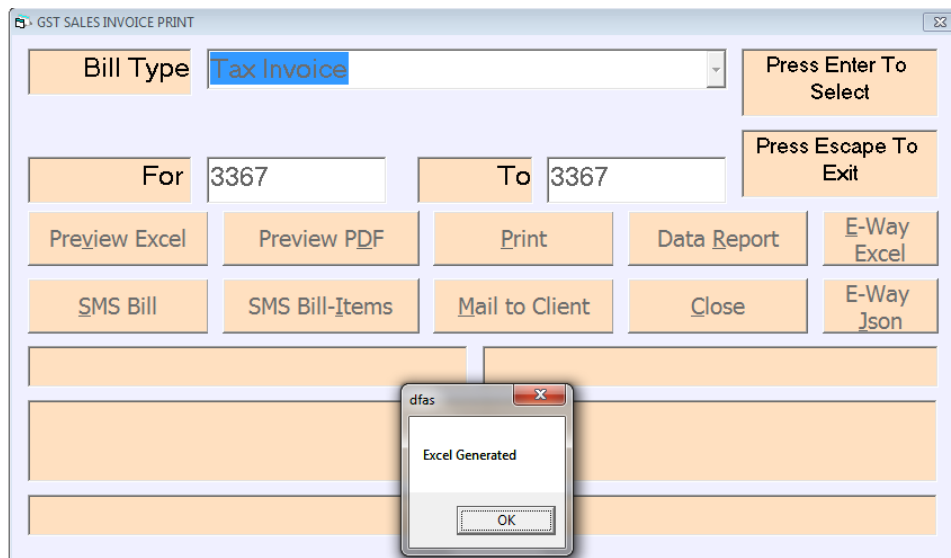 GST SALES INVOICE PRINT
Bill Type
Tax Invoice
Press Enter To
Select
Press Escape To
Exit
For
3367
To
3367
Preview Excel
Preview PDF
Print
Data Report
E-Way
Excel
SMS Bill
SMS Bill-Items
Mail to Client
Close
E-Way
Json
dfas
Excel Generated
OK